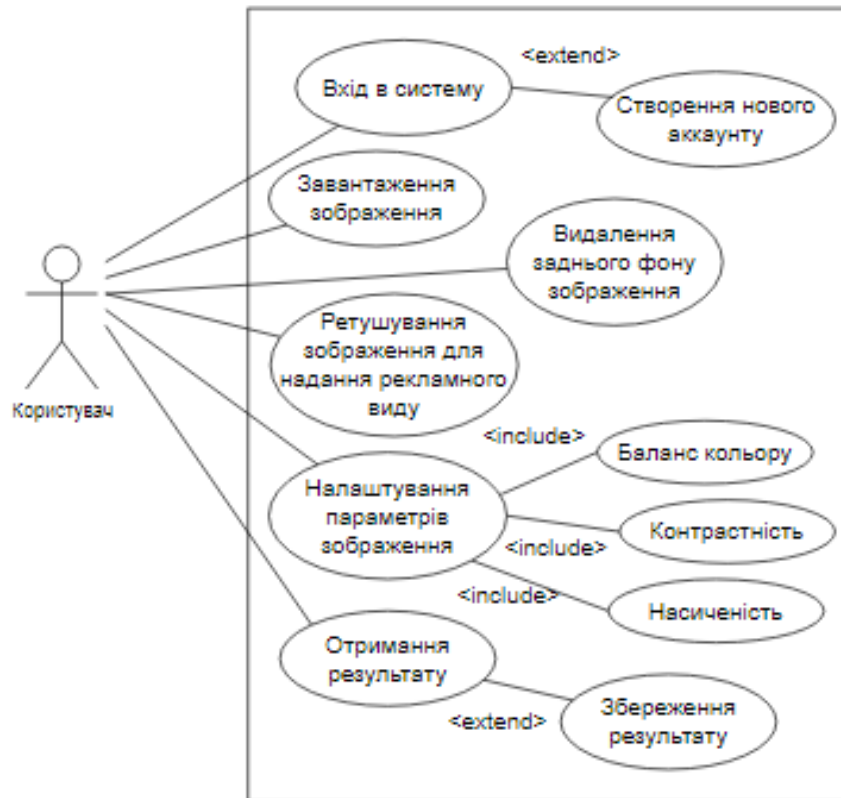 <extend>
Вхід в систему
Створення нового
аккаунту
Завантаження
зображення
Видалення
заднього фону
зображення
Ретушування
зображення для
надання рекламного
виду
Користувач
<include>
Баланс кольору
Налаштування
параметрів
зображення
Контрастність
<include>
<include>
Насиченість
Отримання
результату
<extend>
Збереження
результату